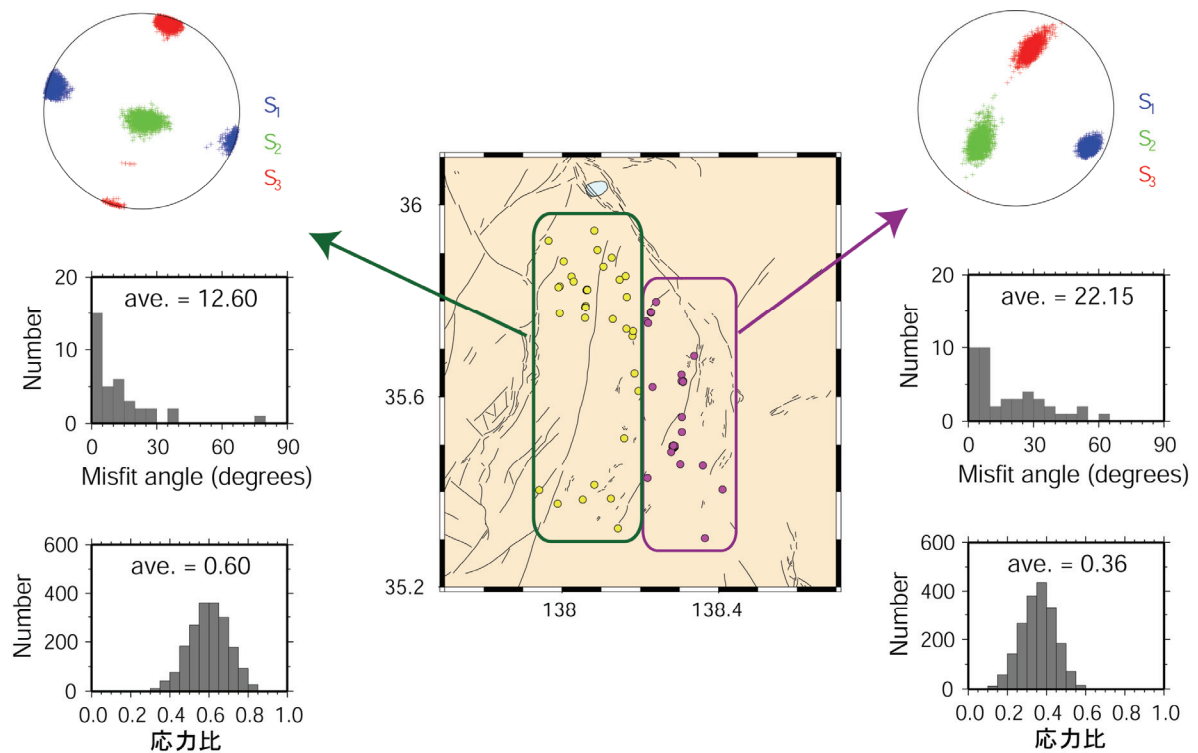 S1
S2
S3
20
10
0
ave. = 12.60
Number
0 30 60 90
Misfit angle (degrees)
600
400
200
0
ave. = 0.60
Number
0.0 0.2 0.4 0.6 0.8 1.0
応力比
36
35.6
35.2
138 138.4
S1
S2
S3
20
10
0
ave. = 22.15
Number
0 30 60 90
Misfit angle (degrees)
600
400
200
0
ave. = 0.36
Number
0.0 0.2 0.4 0.6 0.8 1.0
応力比